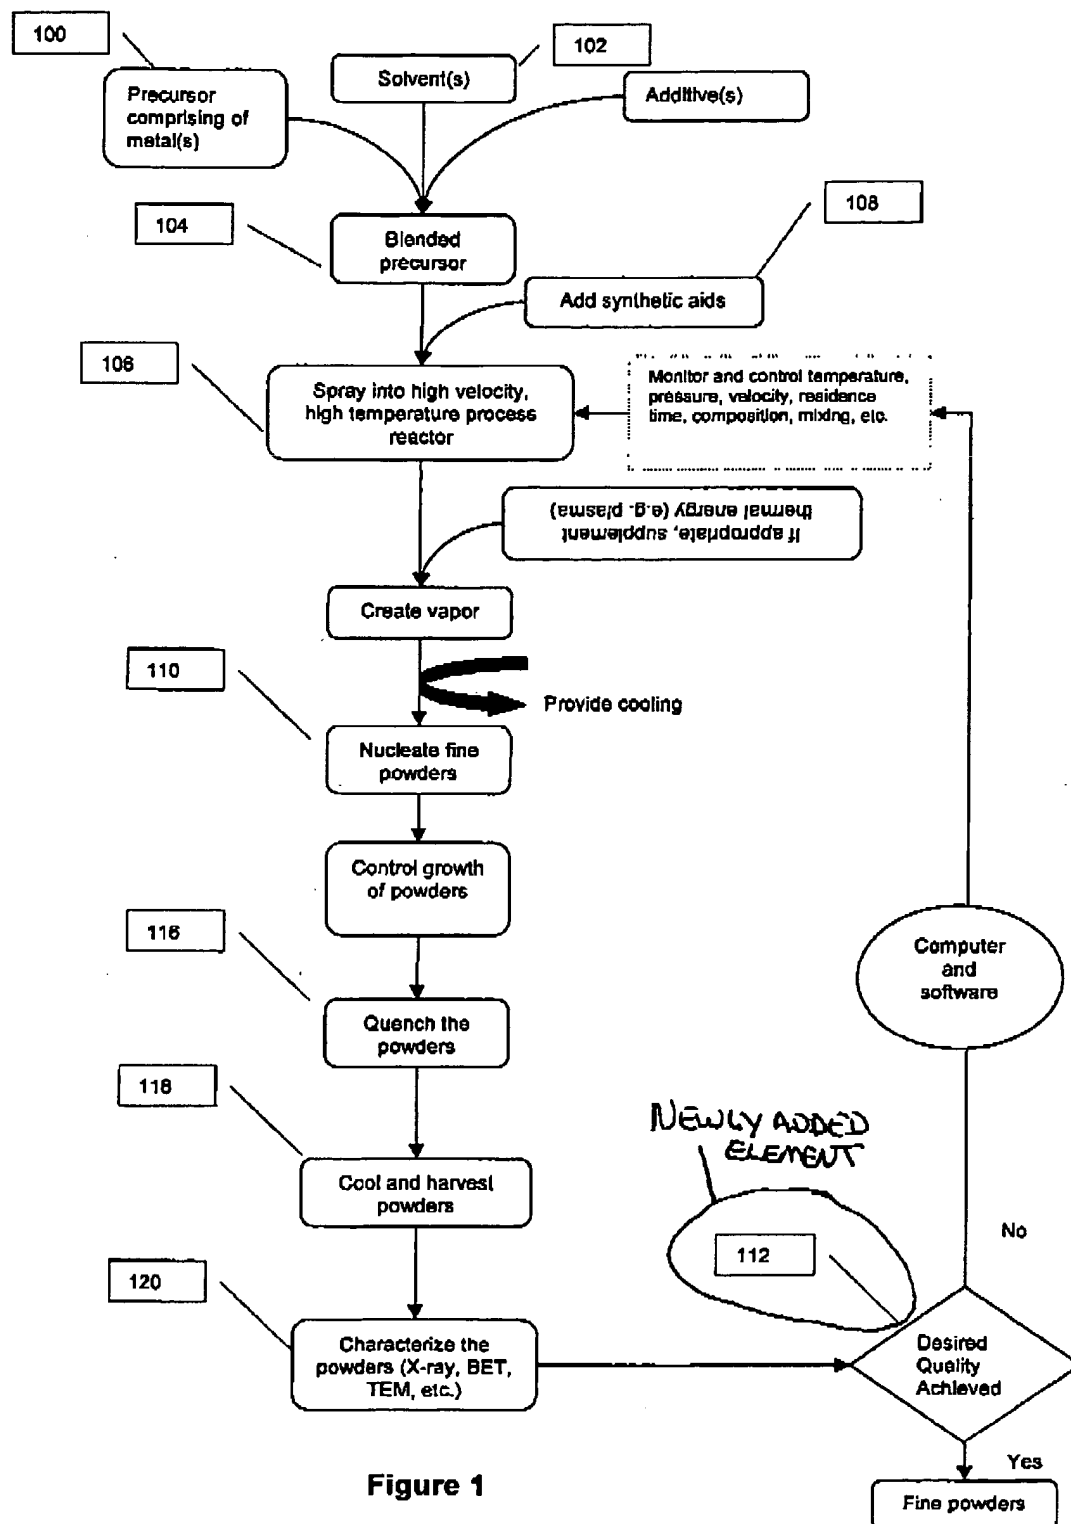 100
102
Solvent(s)
Precursor
comprising of
metal(s)
Additive(s)
104
108
Blended
precursor
Add synthetic aids
106
Spray into high velocity,
high temperature process
reactor
Monitor and control temperature,
pressure, velocity, residence
time, composition, mixing, etc.
If appropriate, supplement
thermal energy (e.g. plasma)
Create vapor
110
Provide cooling
Nucleate fine
powders
Control growth
of powders
116
Computer
and
software
Quench the
powders
118
NEWLY ADDED
ELEMENT
Cool and harvest
powders
112
No
120
Characterize the
powders (X-ray, BET,
TEM, etc.)
Desired
Quality
Achieved
Yes
Figure 1
Fine powders